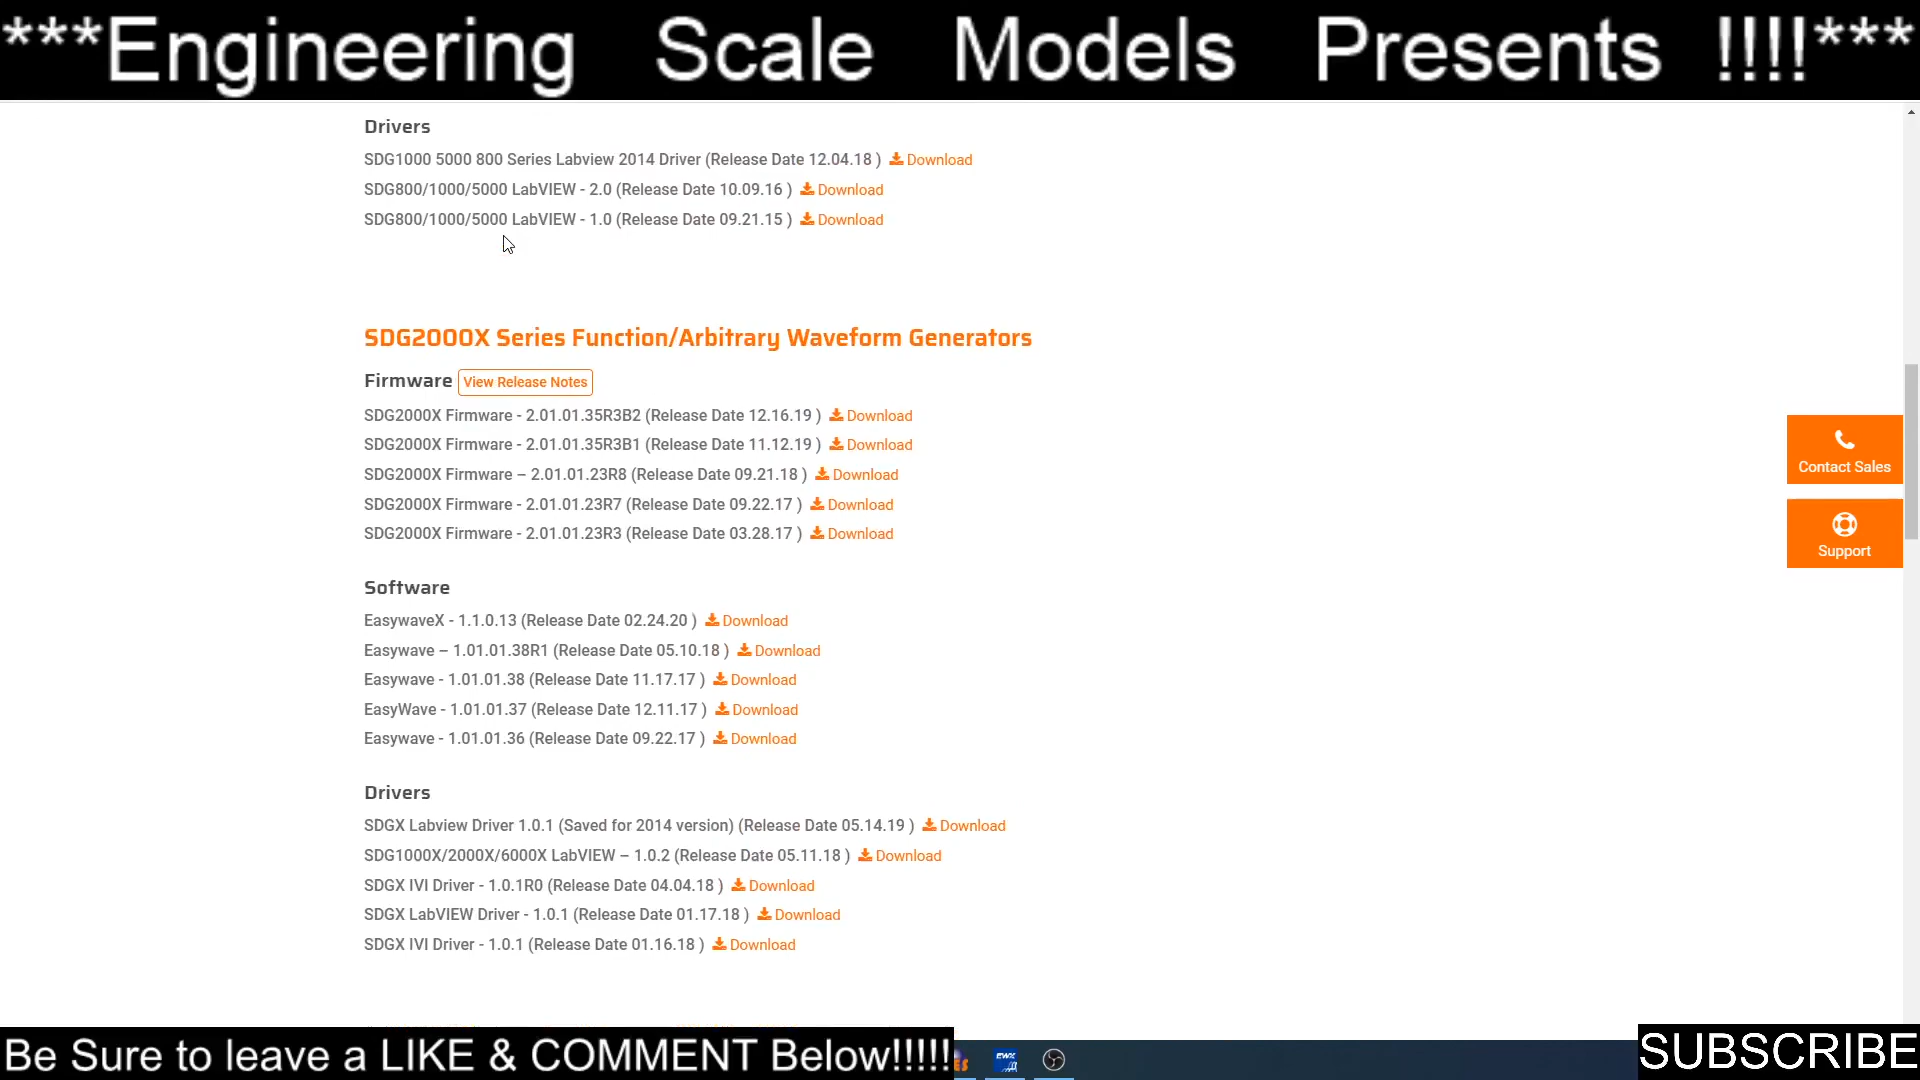 ***Engineering Scale Models Presents !!!!***
Drivers
SDG1000 5000 800 Series Labview 2014 Driver (Release Date 12.04.18 ) Download
SDG800/1000/5000 LabVIEW - 2.0 (Release Date 10.09.16 ) Download
SDG800/1000/5000 LabVIEW - 1.0 (Release Date 09.21.15 ) Download
SDG2000X Series Function/Arbitrary Waveform Generators
Firmware View Release Notes
SDG2000X Firmware - 2.01.01.35R3B2 (Release Date 12.16.19 ) Download
SDG2000X Firmware - 2.01.01.35R3B1 (Release Date 11.12.19 ) Download
SDG2000X Firmware – 2.01.01.23R8 (Release Date 09.21.18 ) Download
SDG2000X Firmware - 2.01.01.23R7 (Release Date 09.22.17 ) Download
SDG2000X Firmware - 2.01.01.23R3 (Release Date 03.28.17 ) Download
Contact Sales
Support
Software
EasywaveX - 1.1.0.13 (Release Date 02.24.20 ) Download
Easywave – 1.01.01.38R1 (Release Date 05.10.18 ) Download
Easywave - 1.01.01.38 (Release Date 11.17.17 ) Download
EasyWave - 1.01.01.37 (Release Date 12.11.17 ) Download
Easywave - 1.01.01.36 (Release Date 09.22.17 ) Download
Drivers
SDGX Labview Driver 1.0.1 (Saved for 2014 version) (Release Date 05.14.19 ) Download
SDG1000X/2000X/6000X LabVIEW – 1.0.2 (Release Date 05.11.18 ) Download
SDGX IVI Driver - 1.0.1R0 (Release Date 04.04.18 ) Download
SDGX LabVIEW Driver - 1.0.1 (Release Date 01.17.18 ) Download
SDGX IVI Driver - 1.0.1 (Release Date 01.16.18 ) Download
Be Sure to leave a LIKE & COMMENT Below!!!!!
EWX
SUBSCRIBE